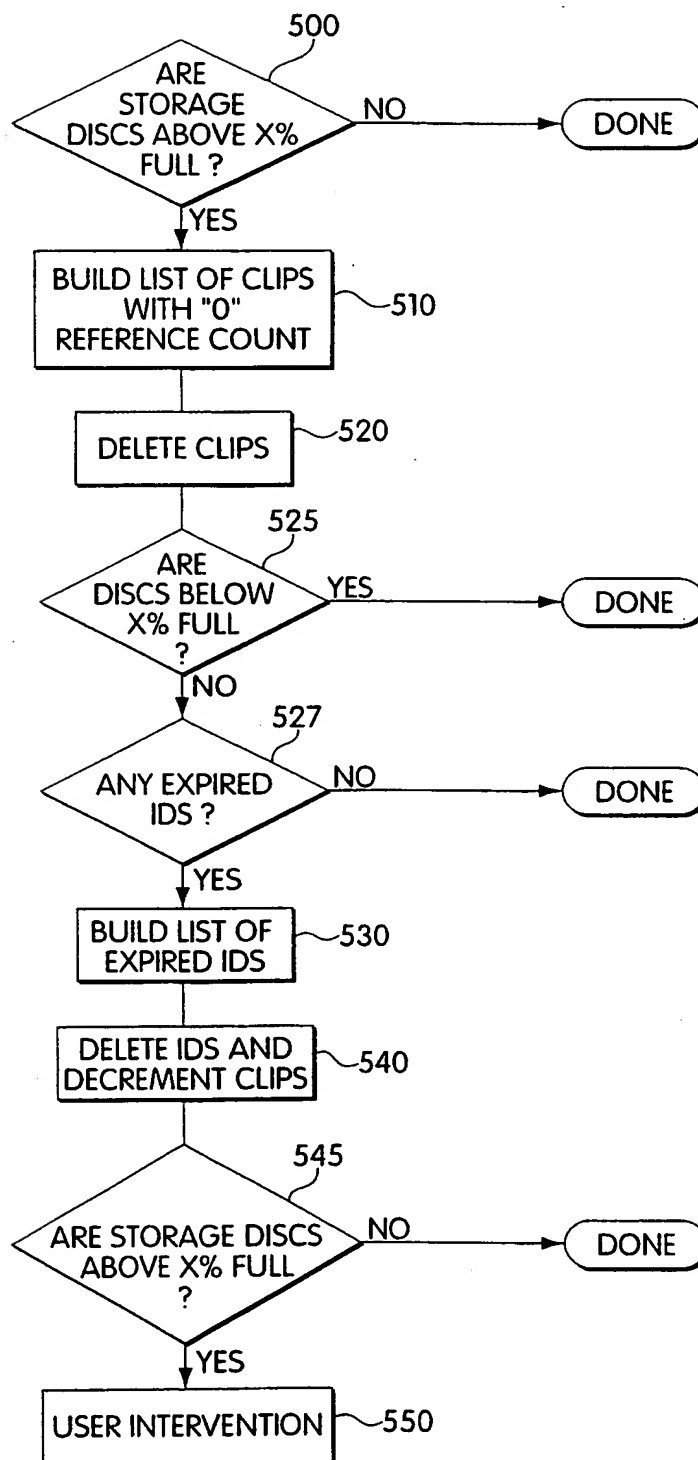 500
ARE
STORAGE
DISCS ABOVE X%
FULL ?
NO
DONE
YES
BUILD LIST OF CLIPS
WITH "0"
REFERENCE COUNT
510
DELETE CLIPS
520
525
ARE
DISCS BELOW
X% FULL
?
YES
DONE
NO
527
ANY EXPIRED
IDS ?
NO
DONE
YES
BUILD LIST OF
EXPIRED IDS
530
DELETE IDS AND
DECREMENT CLIPS
540
545
ARE STORAGE DISCS
ABOVE X% FULL
?
NO
DONE
YES
USER INTERVENTION
550